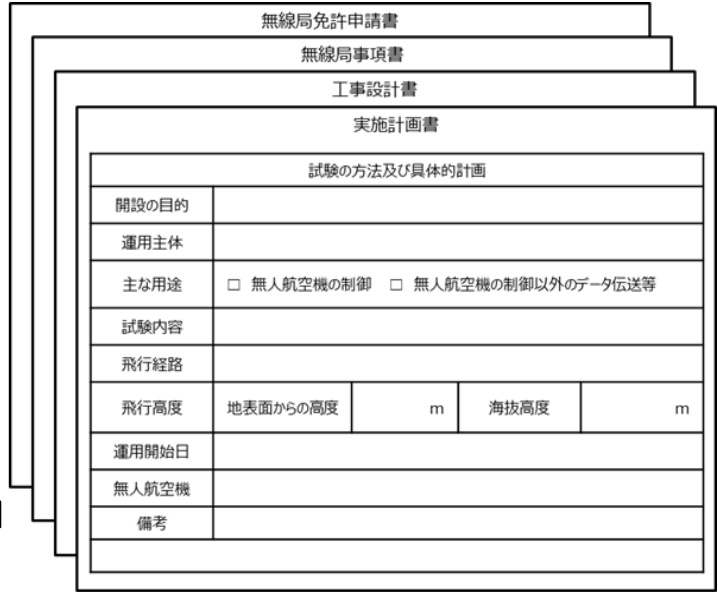 無線局免許申請書
無線局事項書
工事設計書
実施計画書
試験の方法及び具体的計画
開設の目的
運用主体
主な用途 □ 無人航空機の制御 □ 無人航空機の制御以外のデータ伝送等
試験内容
飛行経路
飛行高度 地表面からの高度 m 海抜高度 m
運用開始日
無人航空機
備考